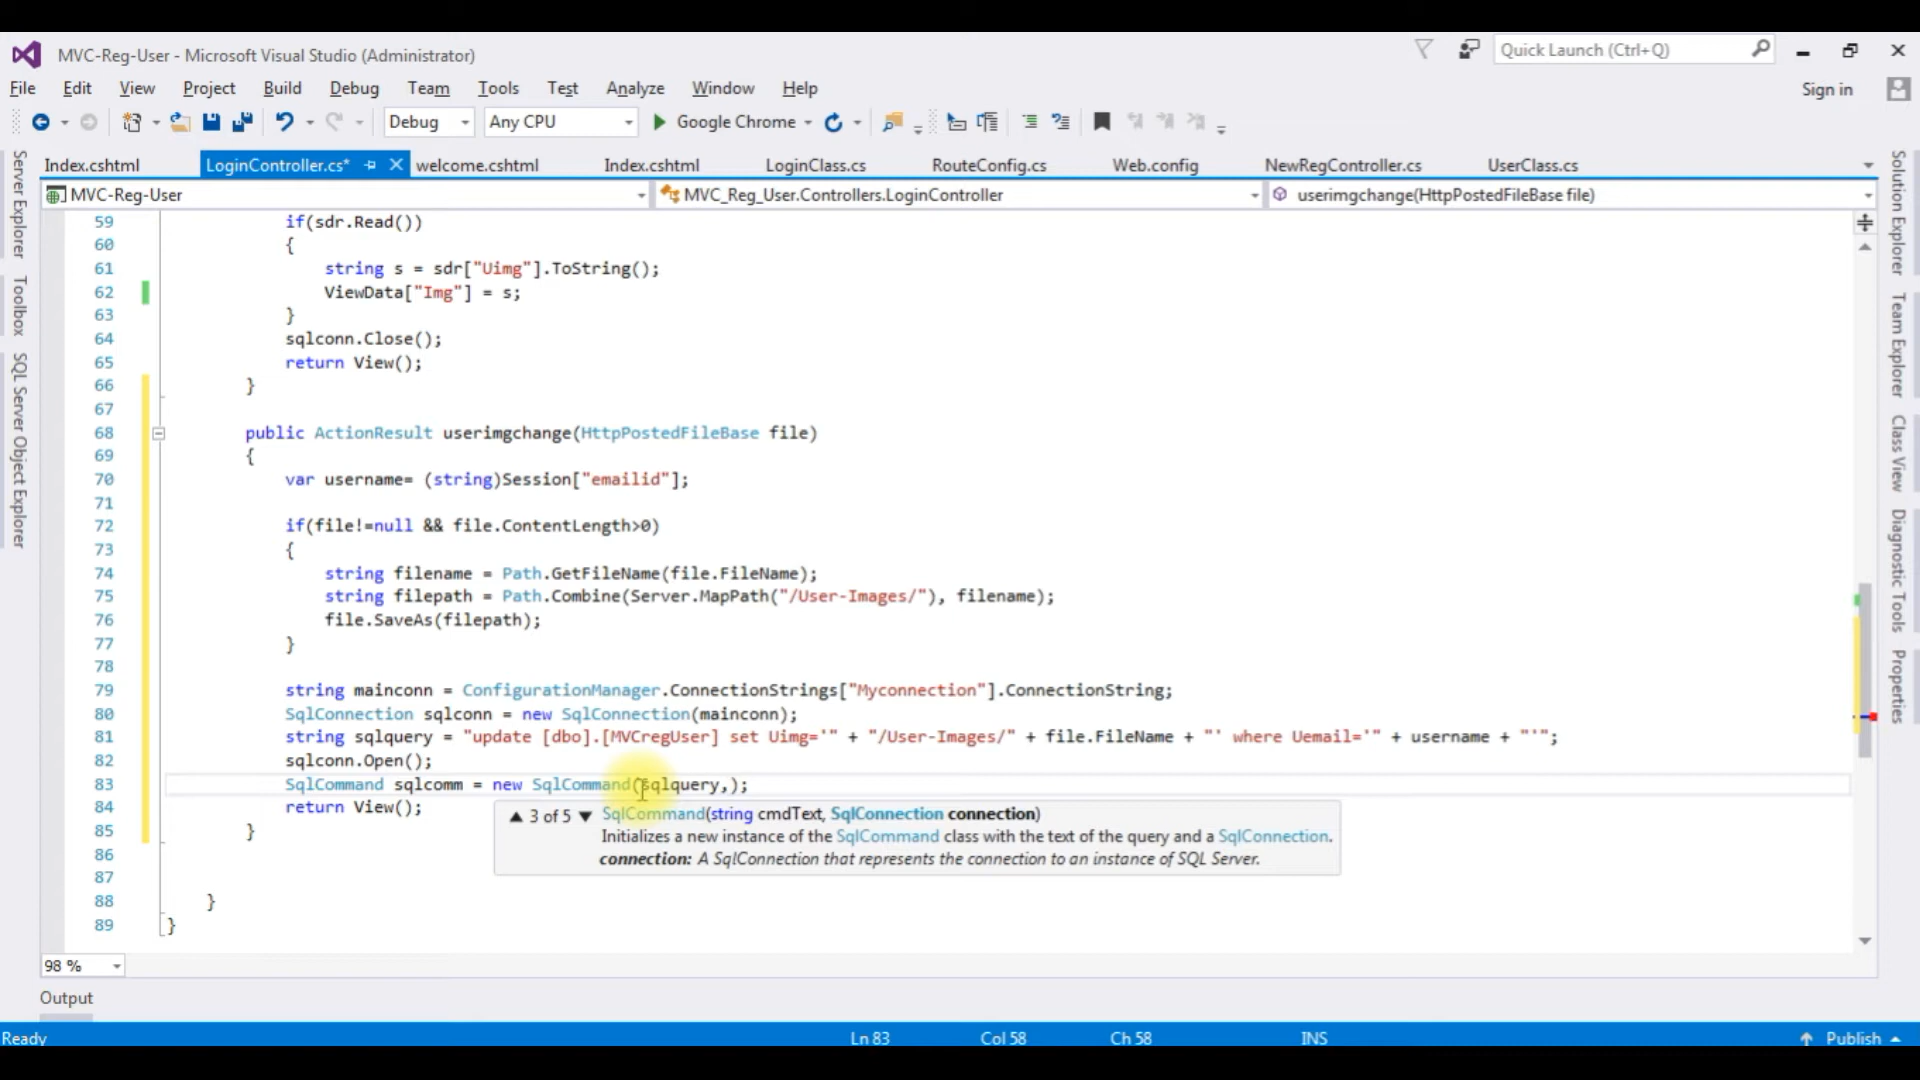 MVC-Reg-User - Microsoft Visual Studio (Administrator)
Quick Launch (Ctrl+Q)
File Edit View Project Build Debug Team Tools Test Analyze Window Help
Sign in
Debug Any CPU Google Chrome
Index.cshtml LoginController.cs* welcome.cshtml Index.cshtml LoginClass.cs RouteConfig.cs Web.config NewRegController.cs UserClass.cs
MVC-Reg-User MVC_Reg_User.Controllers.LoginController userimgchange(HttpPostedFileBase file)
Server Explorer
Toolbox
SQL Server Object Explorer
59 if(sdr.Read())
60 {
61 string s = sdr["Uimg"].ToString();
62 ViewData["Img"] = s;
63 }
64 sqlconn.Close();
65 return View();
66 }
67
68 public ActionResult userimgchange(HttpPostedFileBase file)
69 {
70 var username= (string)Session["emailid"];
71
72 if(file!=null && file.ContentLength>0)
73 {
74 string filename = Path.GetFileName(file.FileName);
75 string filepath = Path.Combine(Server.MapPath("/User-Images/"), filename);
76 file.SaveAs(filepath);
77 }
78
79 string mainconn = ConfigurationManager.ConnectionStrings["Myconnection"].ConnectionString;
80 SqlConnection sqlconn = new SqlConnection(mainconn);
81 string sqlquery = "update [dbo].[MVCregUser] set Uimg='" + "/User-Images/" + file.FileName + "' where Uemail='" + username + "'";
82 sqlconn.Open();
83 SqlCommand sqlcomm = new SqlCommand(sqlquery,);
84 return View();
85 }
86
87
88 }
89 }
▲ 3 of 5 ▼ SqlCommand(string cmdText, SqlConnection connection)
Initializes a new instance of the SqlCommand class with the text of the query and a SqlConnection.
connection: A SqlConnection that represents the connection to an instance of SQL Server.
Solution Explorer
Team Explorer
Class View
Diagnostic Tools
Properties
98 %
Output
Ready Ln 83 Col 58 Ch 58 INS Publish